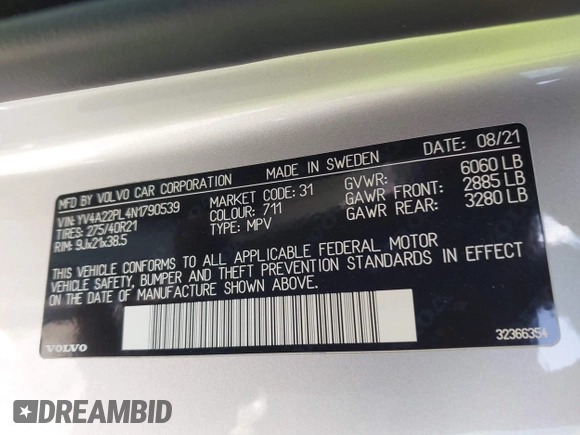 MFD BY VOLVO CAR CORPORATION MADE IN SWEDEN DATE: 08/21
VIN: YV4A22PL4N1790539 MARKET CODE: 31 GVWR: 6060 LB
TIRES: 275/40R21 COLOUR: 711 GAWR FRONT: 2885 LB
RIM: 9Jx21x38.5 TYPE: MPV GAWR REAR: 3280 LB
THIS VEHICLE CONFORMS TO ALL APPLICABLE FEDERAL MOTOR
VEHICLE SAFETY, BUMPER AND THEFT PREVENTION STANDARDS IN EFFECT
ON THE DATE OF MANUFACTURE SHOWN ABOVE.
VOLVO 32366354
DREAMBID